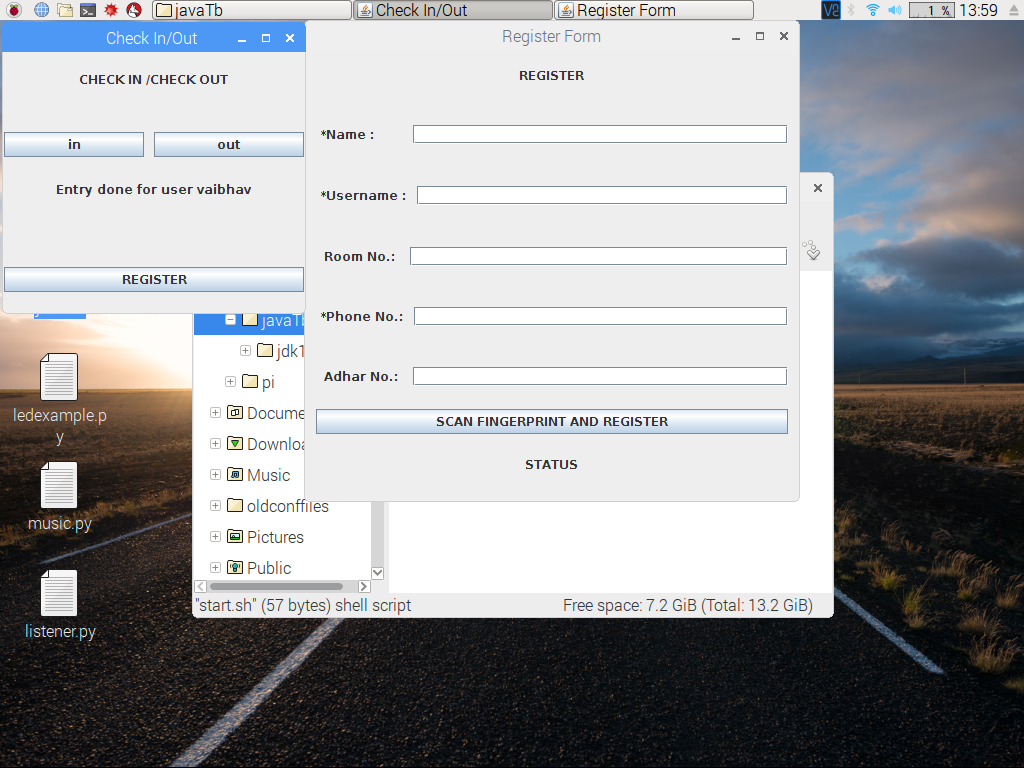 javaTb
Check In/Out
Register Form
1 %
13:59
Check In/Out
CHECK IN /CHECK OUT
in
out
Entry done for user vaibhav
REGISTER
Register Form
REGISTER
*Name :
*Username :
Room No.:
*Phone No.:
Adhar No.:
SCAN FINGERPRINT AND REGISTER
STATUS
javaTb
jdk1
pi
Docume
Downloa
Music
oldconffiles
Pictures
Public
"start.sh" (57 bytes) shell script
Free space: 7.2 GiB (Total: 13.2 GiB)
ledexample.p
y
music.py
listener.py